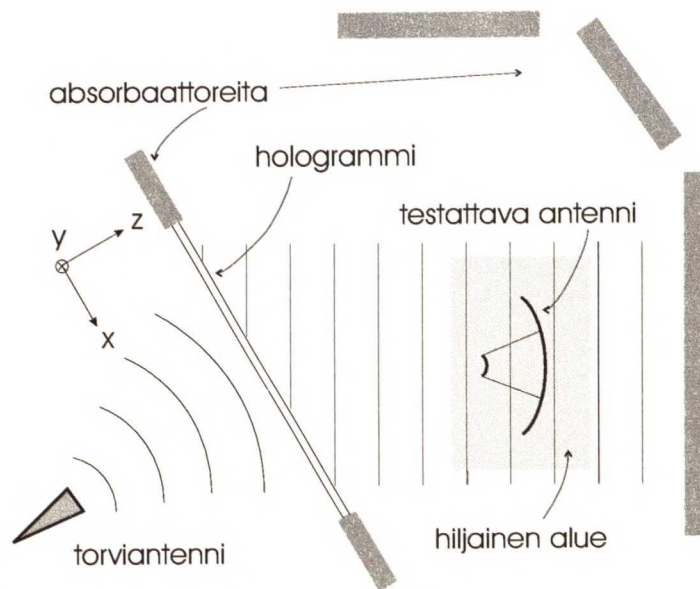 absorbaattoreita
hologrammi
testattava antenni
y
z
x
torviantenni
hiljainen alue